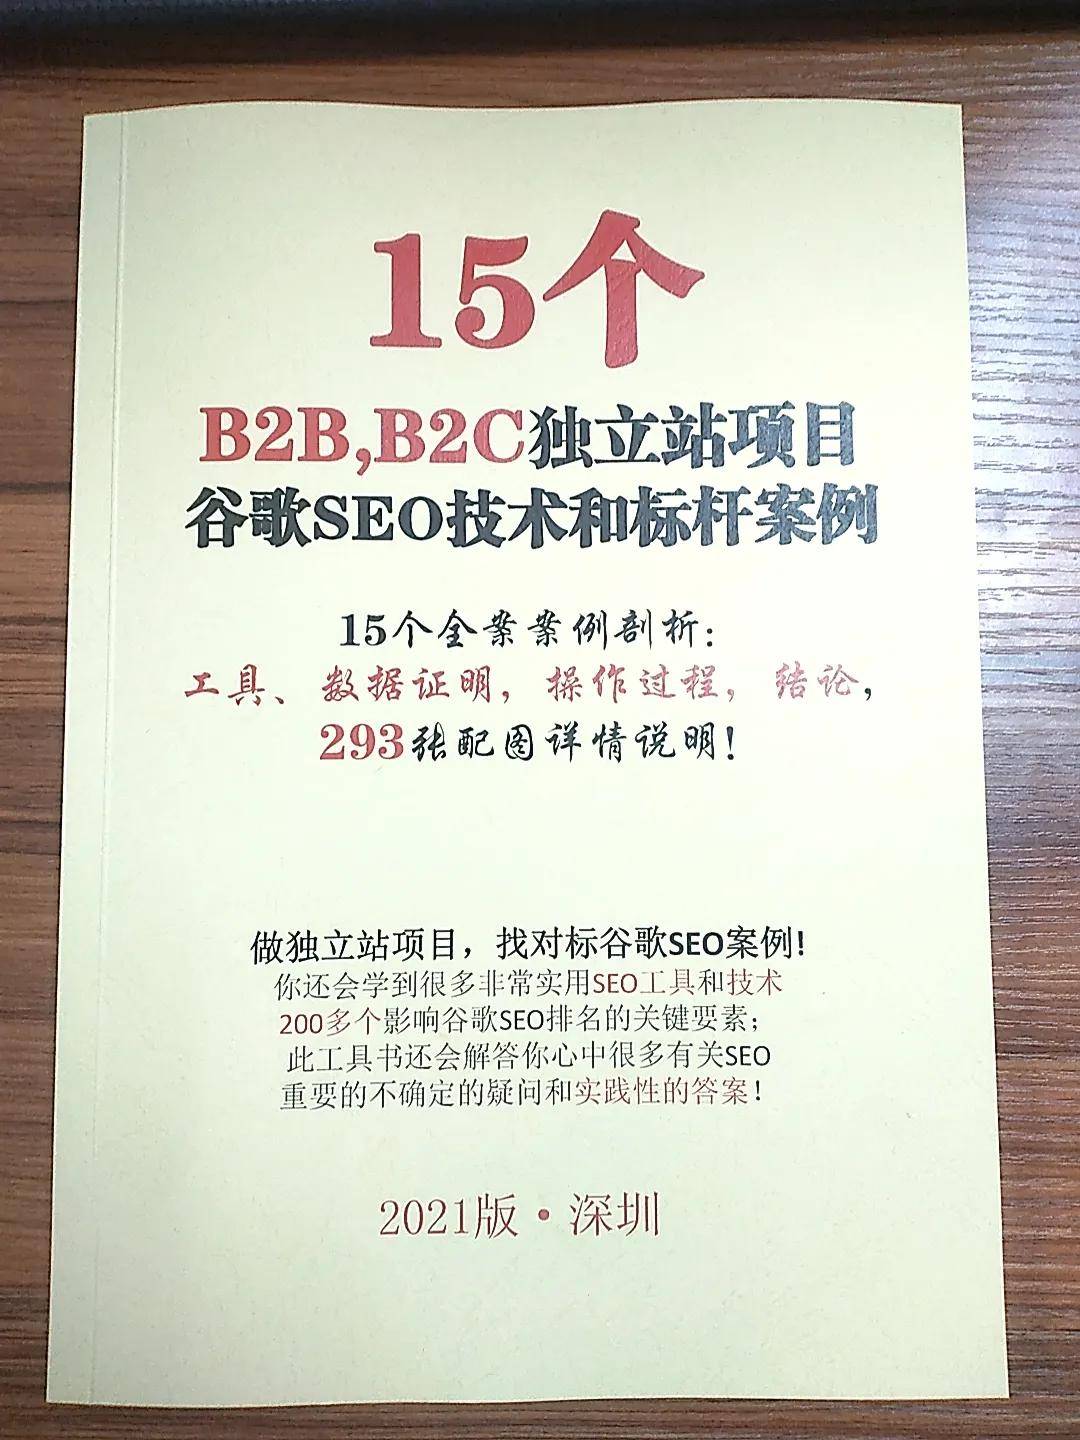 15个
B2B,B2C独立站项目
谷歌SEO技术和标杆案例
15个全案案例剖析：
工具、数据证明，操作过程，结论，
293张配图详情说明！
做独立站项目，找对标谷歌SEO案例!
你还会学到很多非常实用SEO工具和技术
200多个影响谷歌SEO排名的关键要素；
此工具书还会解答你心中很多有关SEO
重要的不确定的疑问和实践性的答案！
2021版·深圳